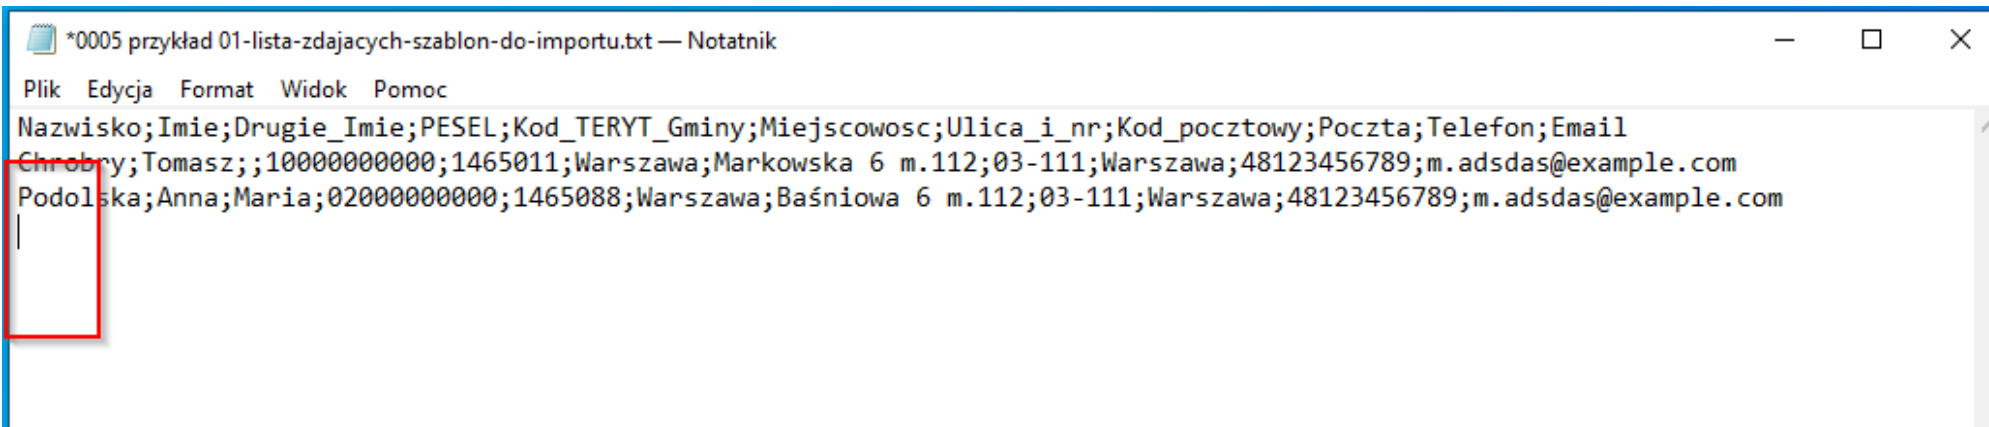 *0005 przykład 01-lista-zdajacych-szablon-do-importu.txt — Notatnik
Plik Edycja Format Widok Pomoc
Nazwisko;Imie;Drugie_Imie;PESEL;Kod_TERYT_Gminy;Miejscowosc;Ulica_i_nr;Kod_pocztowy;Poczta;Telefon;Email
Chrobry;Tomasz;;10000000000;1465011;Warszawa;Markowska 6 m.112;03-111;Warszawa;48123456789;m.adsdas@example.com
Podolska;Anna;Maria;02000000000;1465088;Warszawa;Baśniowa 6 m.112;03-111;Warszawa;48123456789;m.adsdas@example.com